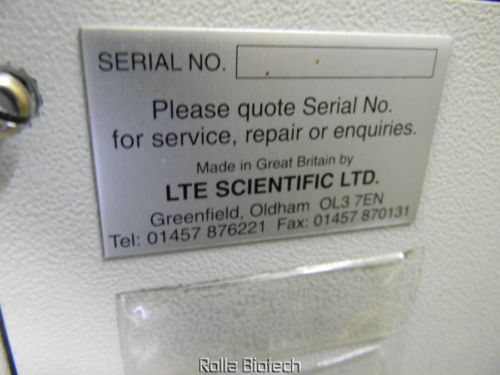 SERIAL NO.
Please quote Serial No.
for service, repair or enquiries.
Made in Great Britain by
LTE SCIENTIFIC LTD.
Greenfield, Oldham OL3 7EN
Tel: 01457 876221 Fax: 01457 870131
Rolla Biotech